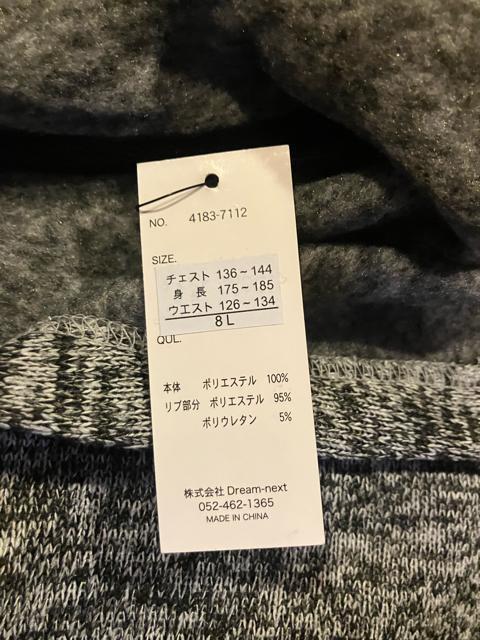 NO. 4183-7112
SIZE.
チェスト 136～144
身 長 175～185
ウエスト 126～134
8L
QUL.
本体 ポリエステル 100%
リブ部分 ポリエステル 95%
ポリウレタン 5%
株式会社 Dream-next
052-462-1365
MADE IN CHINA